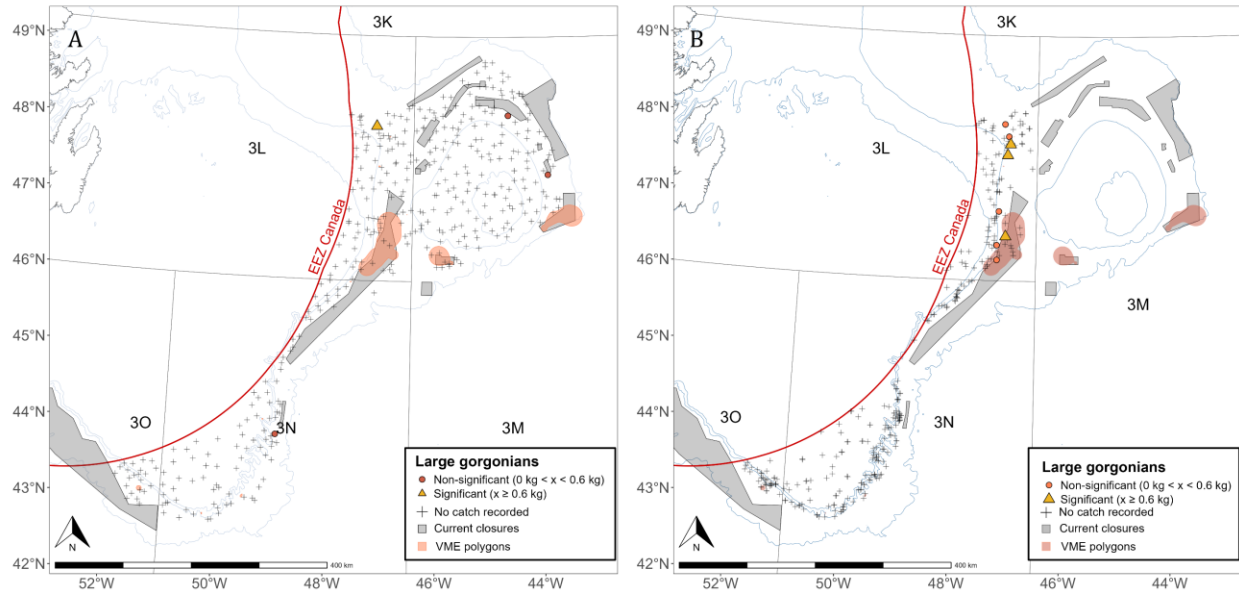 A
3K
3L
3M
3N
3O
EEZ Canada
49°N
48°N
47°N
46°N
45°N
44°N
43°N
42°N
52°W
50°W
48°W
46°W
44°W
N
400 km
Large gorgonians
Non-significant (0 kg < x < 0.6 kg)
Significant (x ≥ 0.6 kg)
No catch recorded
Current closures
VME polygons
B
3K
3L
3M
3N
3O
EEZ Canada
49°N
48°N
47°N
46°N
45°N
44°N
43°N
42°N
52°W
50°W
48°W
46°W
44°W
N
400 km
Large gorgonians
Non-significant (0 kg < x < 0.6 kg)
Significant (x ≥ 0.6 kg)
No catch recorded
Current closures
VME polygons